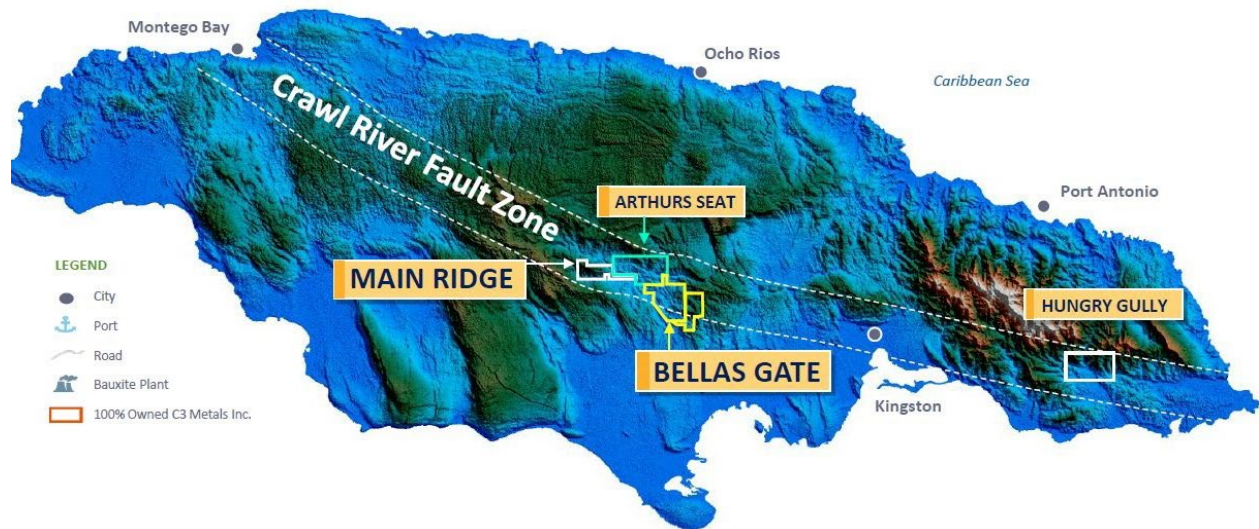 Montego Bay
Ocho Rios
Caribbean Sea
Crawl River Fault Zone
ARTHURS SEAT
Port Antonio
MAIN RIDGE
HUNGRY GULLY
BELLAS GATE
Kingston
LEGEND
City
Port
Road
Bauxite Plant
100% Owned C3 Metals Inc.